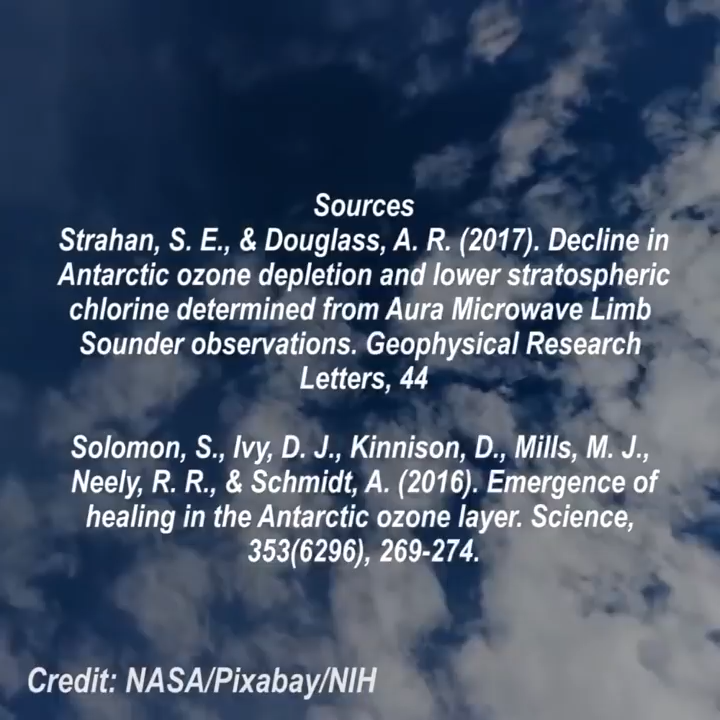 Sources
Strahan, S. E., & Douglass, A. R. (2017). Decline in
Antarctic ozone depletion and lower stratospheric
chlorine determined from Aura Microwave Limb
Sounder observations. Geophysical Research
Letters, 44
Solomon, S., Ivy, D. J., Kinnison, D., Mills, M. J.,
Neely, R. R., & Schmidt, A. (2016). Emergence of
healing in the Antarctic ozone layer. Science,
353(6296), 269-274.
Credit: NASA/Pixabay/NIH